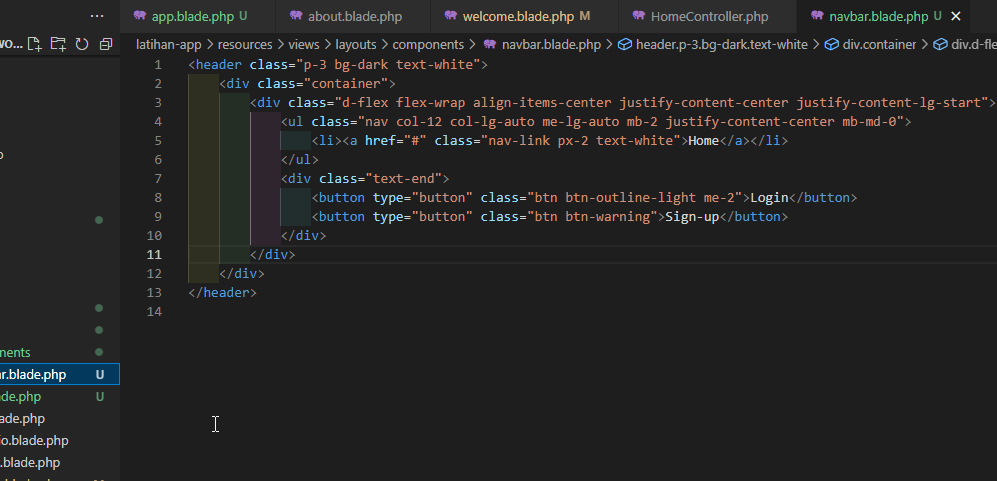 app.blade.php U about.blade.php welcome.blade.php M HomeController.php navbar.blade.php U
latihan-app > resources > views > layouts > components > navbar.blade.php > header.p-3.bg-dark.text-white > div.container > div.d-fle
1 <header class="p-3 bg-dark text-white">
2 <div class="container">
3 <div class="d-flex flex-wrap align-items-center justify-content-center justify-content-lg-start">
4 <ul class="nav col-12 col-lg-auto me-lg-auto mb-2 justify-content-center mb-md-0">
5 <li><a href="#" class="nav-link px-2 text-white">Home</a></li>
6 </ul>
7 <div class="text-end">
8 <button type="button" class="btn btn-outline-light me-2">Login</button>
9 <button type="button" class="btn btn-warning">Sign-up</button>
10 </div>
11 </div>
12 </div>
13 </header>
14
nents
ar.blade.php U
de.php U
ade.php
io.blade.php
.blade.php